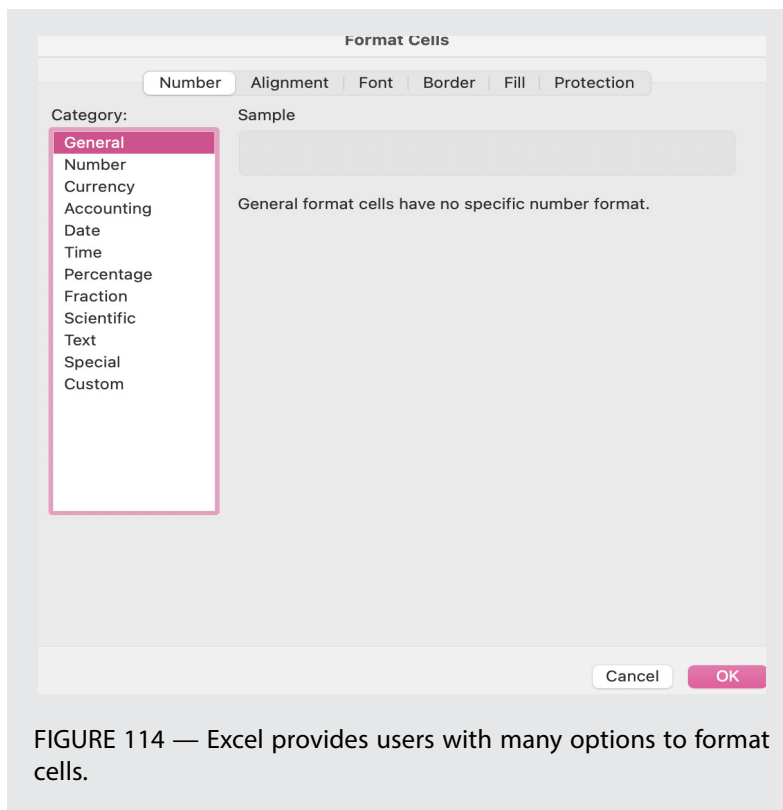 Format Cells
Number Alignment Font Border Fill Protection
Category:
Sample
General
Number
Currency
Accounting
Date
Time
Percentage
Fraction
Scientific
Text
Special
Custom
General format cells have no specific number format.
Cancel OK
FIGURE 114 — Excel provides users with many options to format
cells.